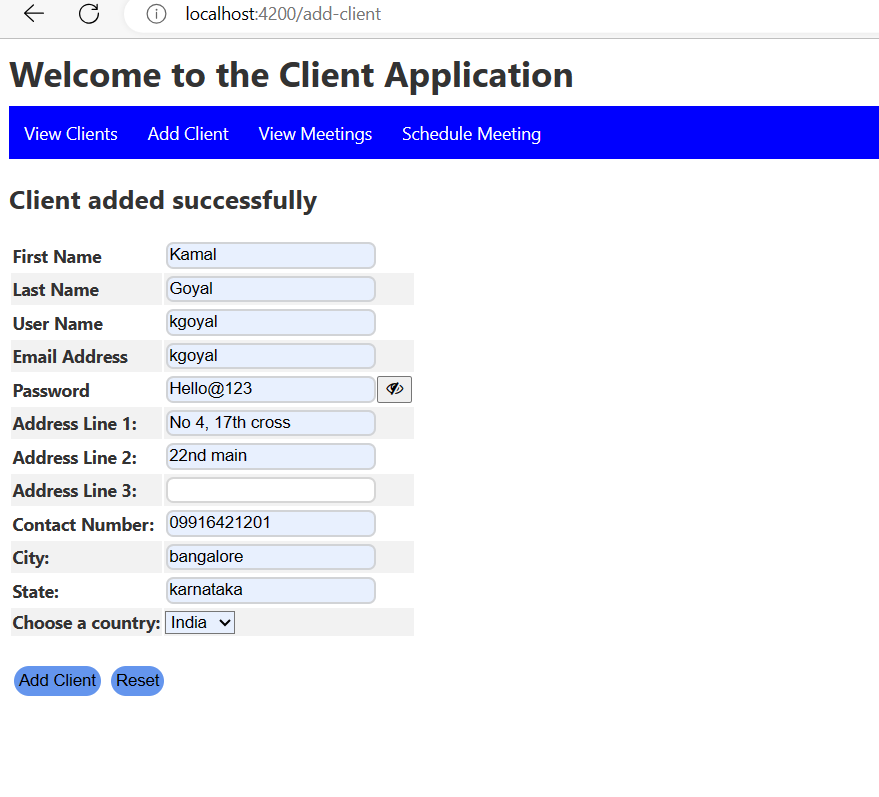 localhost:4200/add-client
Welcome to the Client Application
View Clients Add Client View Meetings Schedule Meeting
Client added successfully
First Name Kamal
Last Name Goyal
User Name kgoyal
Email Address kgoyal
Password Hello@123
Address Line 1: No 4, 17th cross
Address Line 2: 22nd main
Address Line 3:
Contact Number: 09916421201
City: bangalore
State: karnataka
Choose a country: India
Add Client Reset